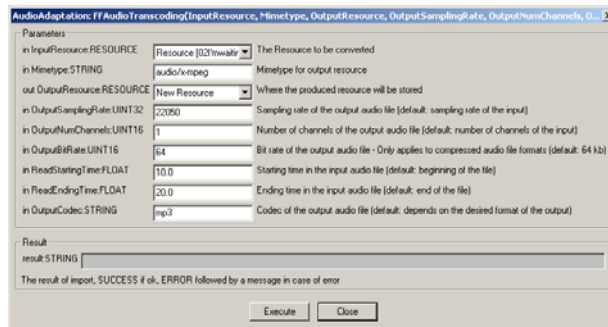 AudioAdaptation: FFAudioTranscoding(InputResource, Mimetype, OutputResource, OutputSamplingRate, OutputNumChannels, O...
Parameters
in InputResource:RESOURCE Resource [02I'mwaitir The Resource to be converted
in Mimetype:STRING audio/x-mpeg Mimetype for output resource
out OutputResource:RESOURCE New Resource Where the produced resource will be stored
in OutputSamplingRate:UINT32 22050 Sampling rate of the output audio file (default: sampling rate of the input)
in OutputNumChannels:UINT16 1 Number of channels of the output audio file (default: number of channels of the input)
in OutputBitRate:UINT16 64 Bit rate of the output audio file - Only applies to compressed audio file formats (default: 64 kb)
in ReadStartingTime:FLOAT 10.0 Starting time in the input audio file (default: beginning of the file)
in ReadEndingTime:FLOAT 20.0 Ending time in the input audio file (default: end of the file)
in OutputCodec:STRING mp3 Codec of the output audio file (default: depends on the desired format of the output)
Result
result:STRING
The result of import, SUCCESS if ok, ERROR followed by a message in case of error
Execute Close